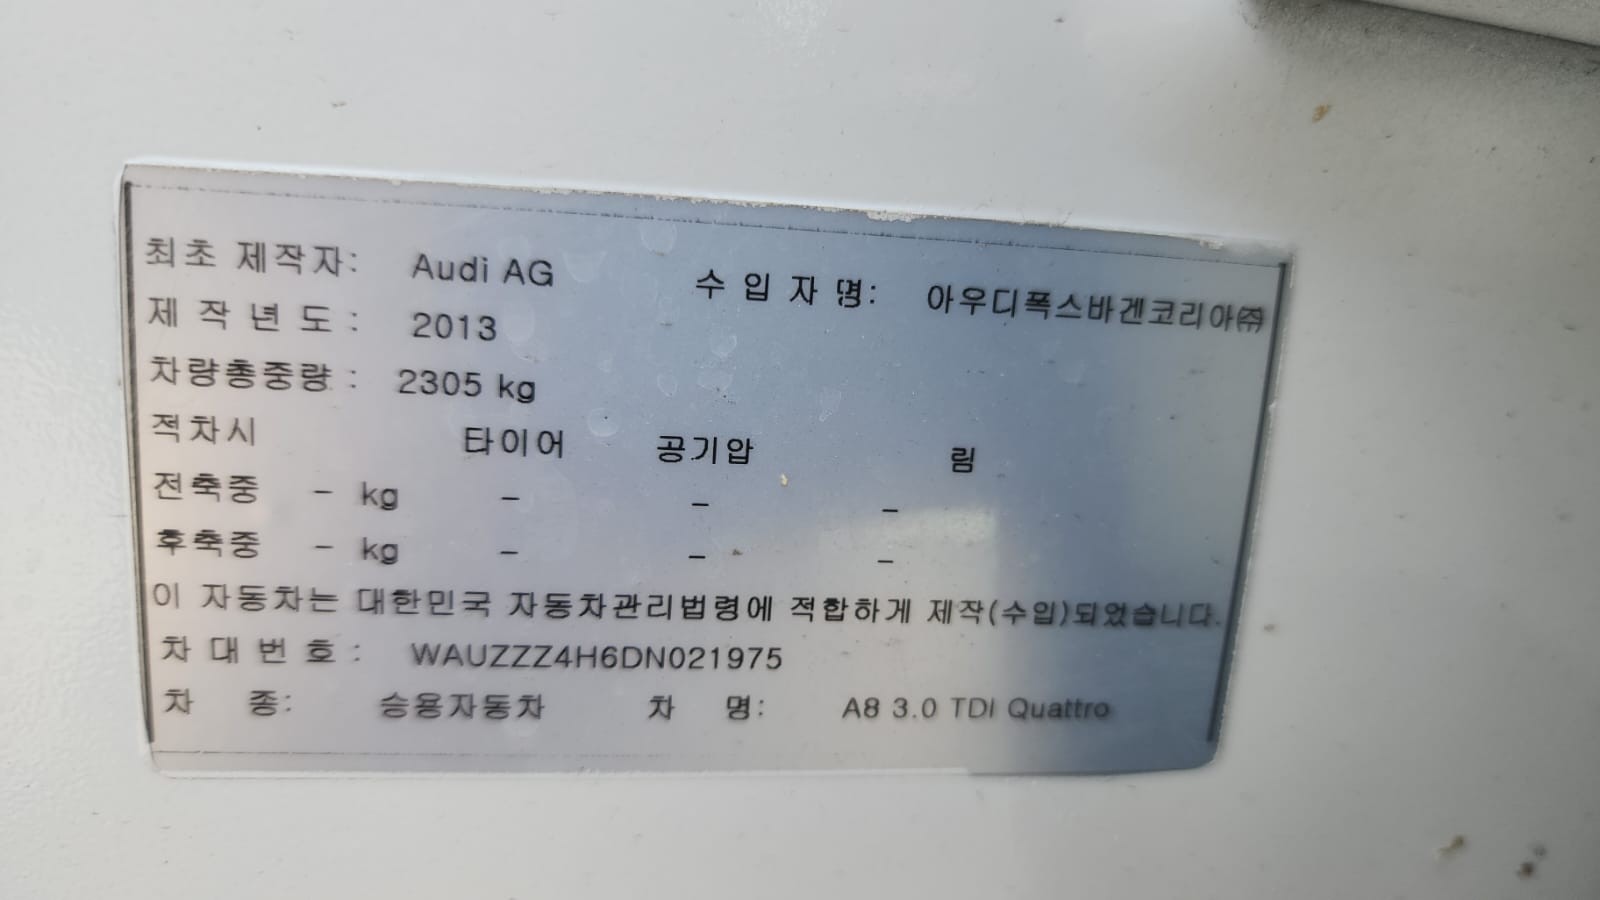 최초 제작자: Audi AG 수 입 자 명: 아우디폭스바겐코리아㈜
제 작 년 도 : 2013
차량총중량 : 2305 kg
적차시 타이어 공기압 림
전축중 - kg - - -
후축중 - kg - - -
이 자동차는 대한민국 자동차관리법령에 적합하게 제작(수입)되었습니다.
차 대 번 호 : WAUZZZ4H6DN021975
차 종: 승용자동차 차 명: A8 3.0 TDI Quattro